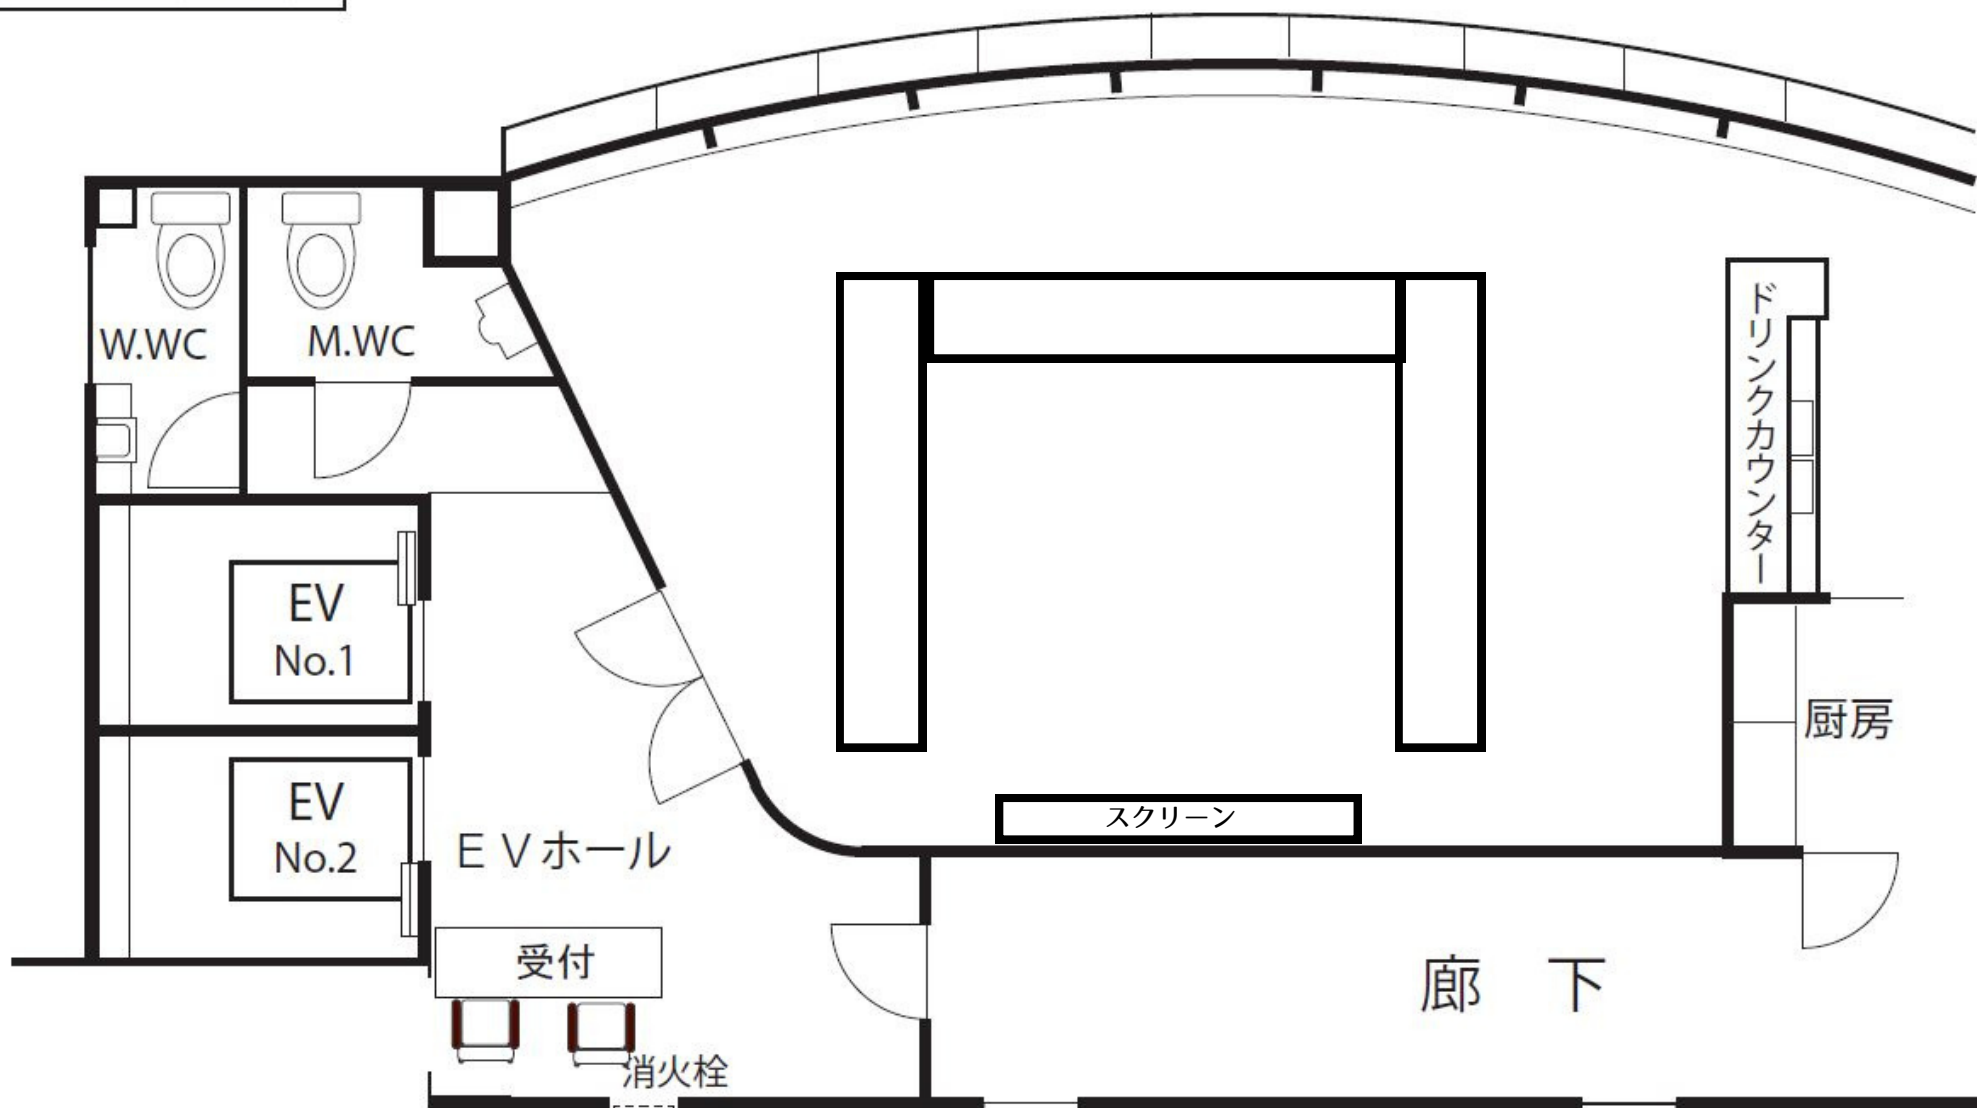 W.WC
M.WC
ドリンクカウンター
EV
No.1
厨房
EV
No.2
ＥＶホール
スクリーン
受付
廊　下
消火栓